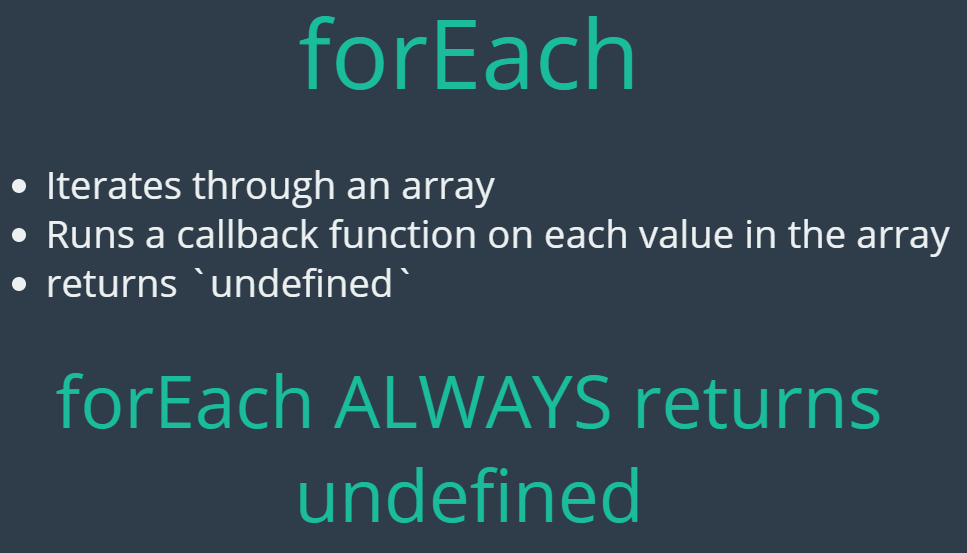 forEach
• Iterates through an array
• Runs a callback function on each value in the array
• returns `undefined`
forEach ALWAYS returns
undefined